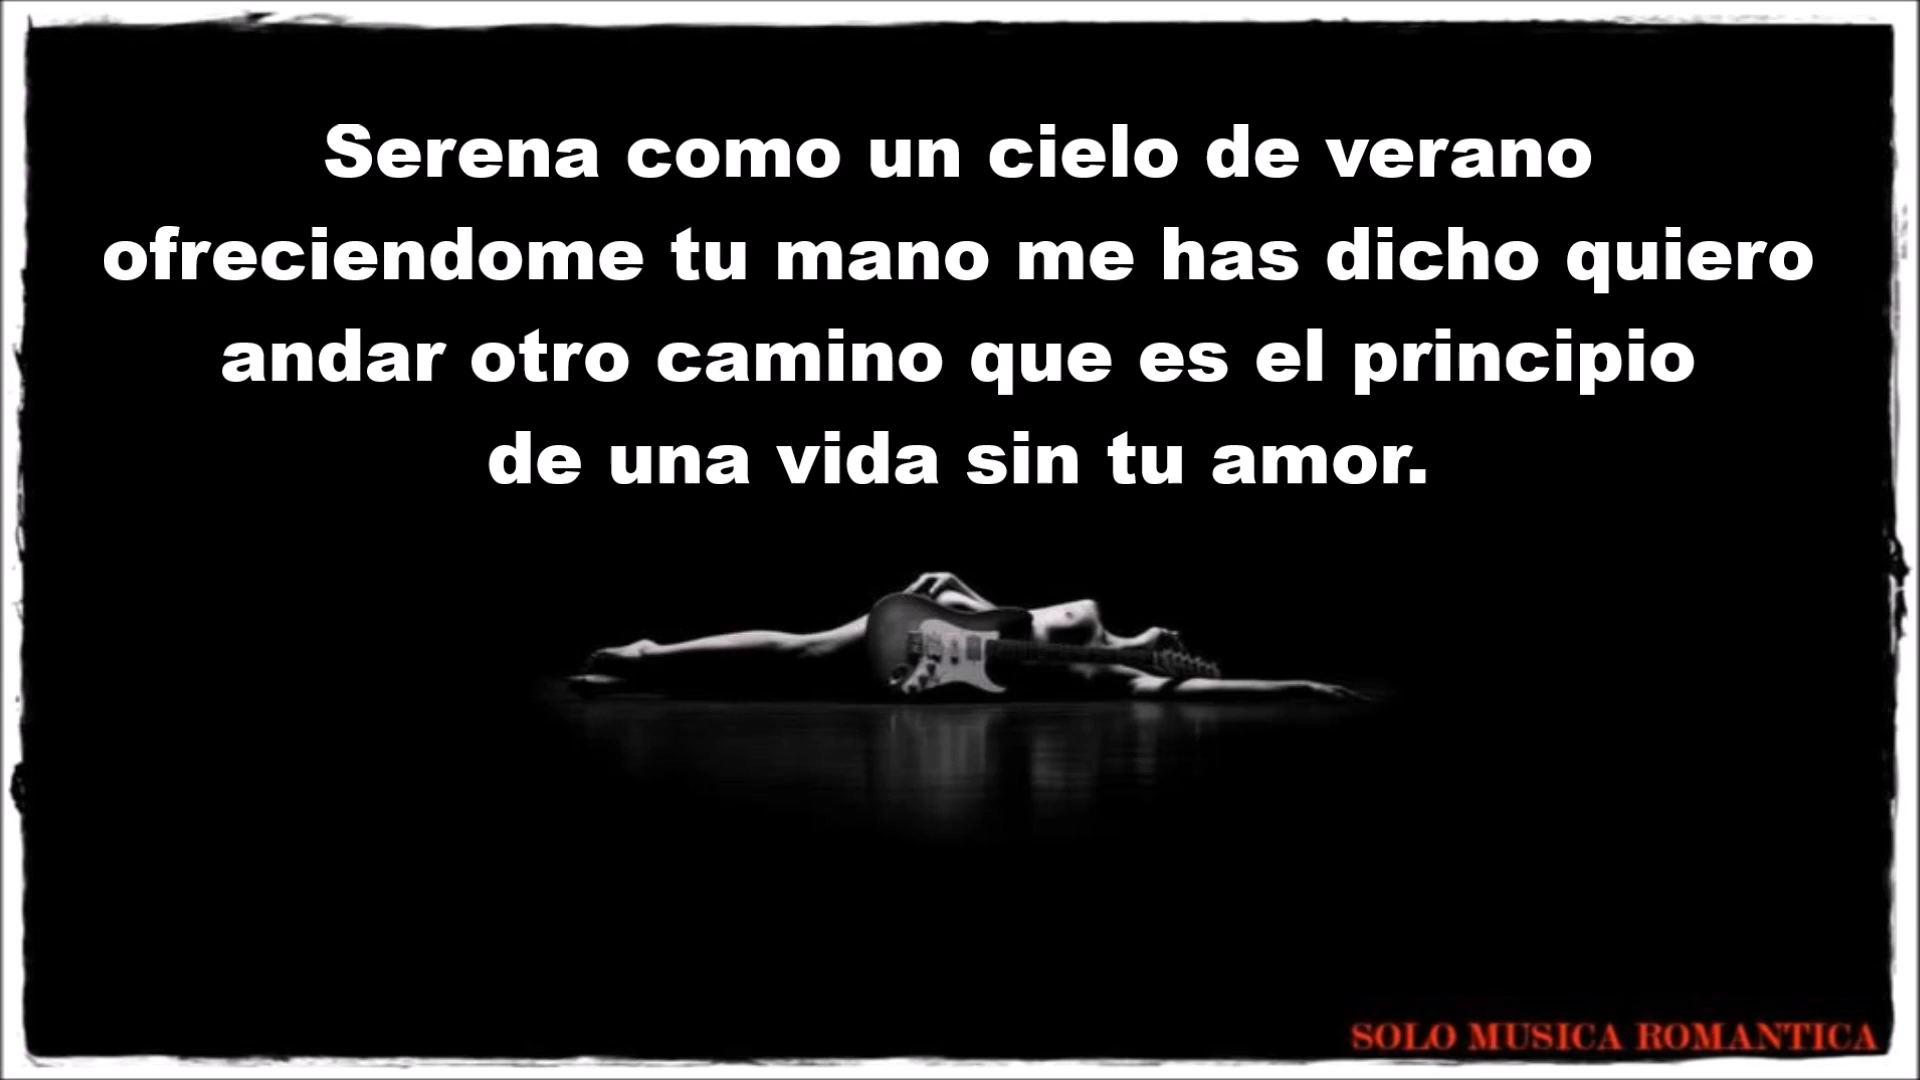 Serena como un cielo de verano
ofreciendome tu mano me has dicho quiero
andar otro camino que es el principio
de una vida sin tu amor.
SOLO MUSICA ROMANTICA